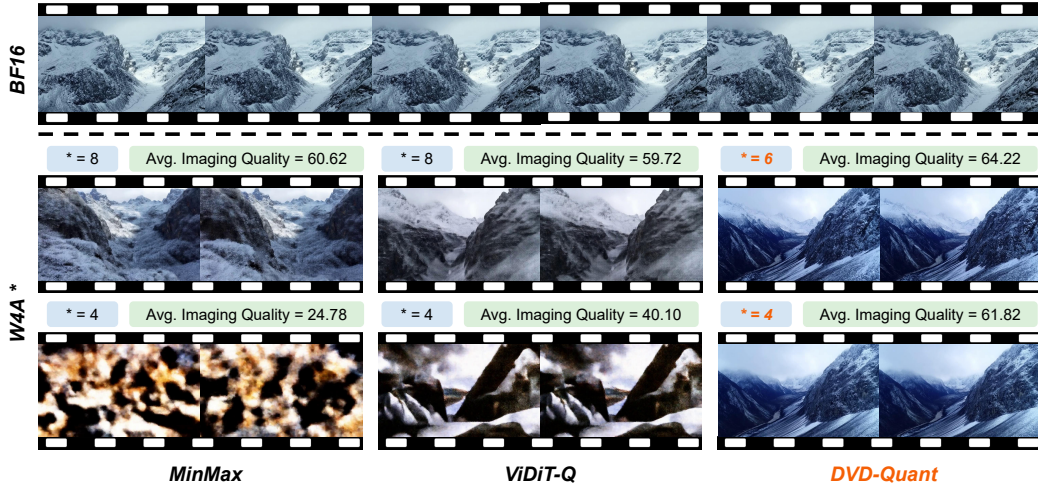 BF16
* = 8 Avg. Imaging Quality = 60.62 * = 8 Avg. Imaging Quality = 59.72 * = 6 Avg. Imaging Quality = 64.22
W4A *
* = 4 Avg. Imaging Quality = 24.78 * = 4 Avg. Imaging Quality = 40.10 * = 4 Avg. Imaging Quality = 61.82
MinMax ViDiT-Q DVD-Quant